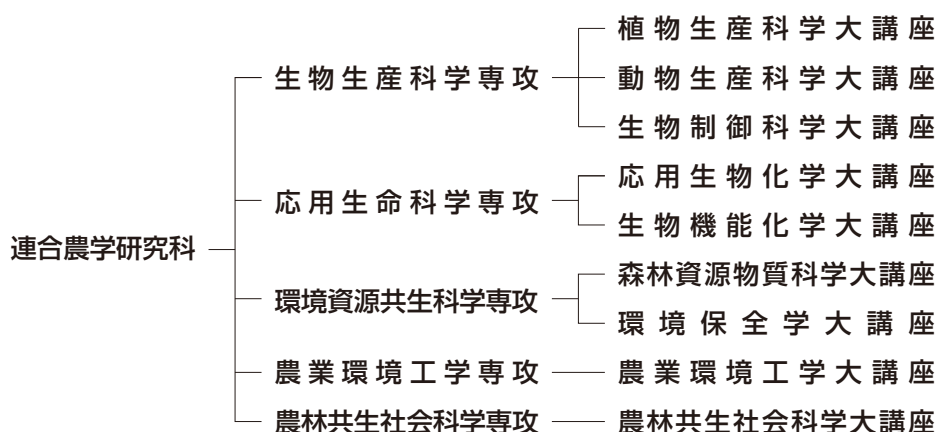 連合農学研究科
生物生産科学専攻
植物生産科学大講座
動物生産科学大講座
生物制御科学大講座
応用生命科学専攻
応用生物化学大講座
生物機能化学大講座
環境資源共生科学専攻
森林資源物質科学大講座
環境保全学大講座
農業環境工学専攻
農業環境工学大講座
農林共生社会科学専攻
農林共生社会科学大講座